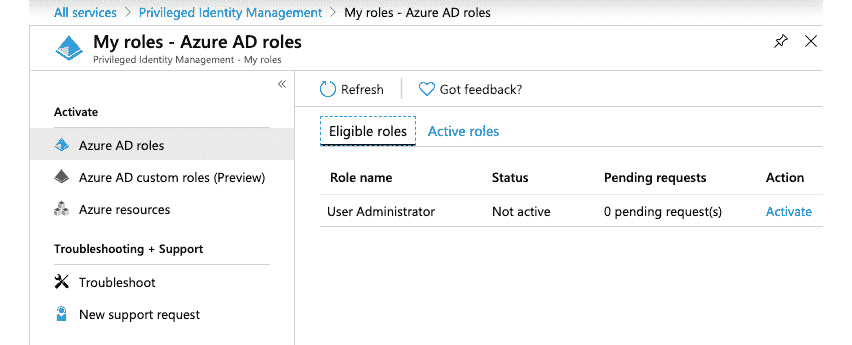 All services > Privileged Identity Management > My roles - Azure AD roles
My roles - Azure AD roles
Privileged Identity Management - My roles
«
Activate
Azure AD roles
Azure AD custom roles (Preview)
Azure resources
Troubleshooting + Support
Troubleshoot
New support request
Refresh Got feedback?
Eligible roles Active roles
Role name Status Pending requests Action
User Administrator Not active 0 pending request(s) Activate